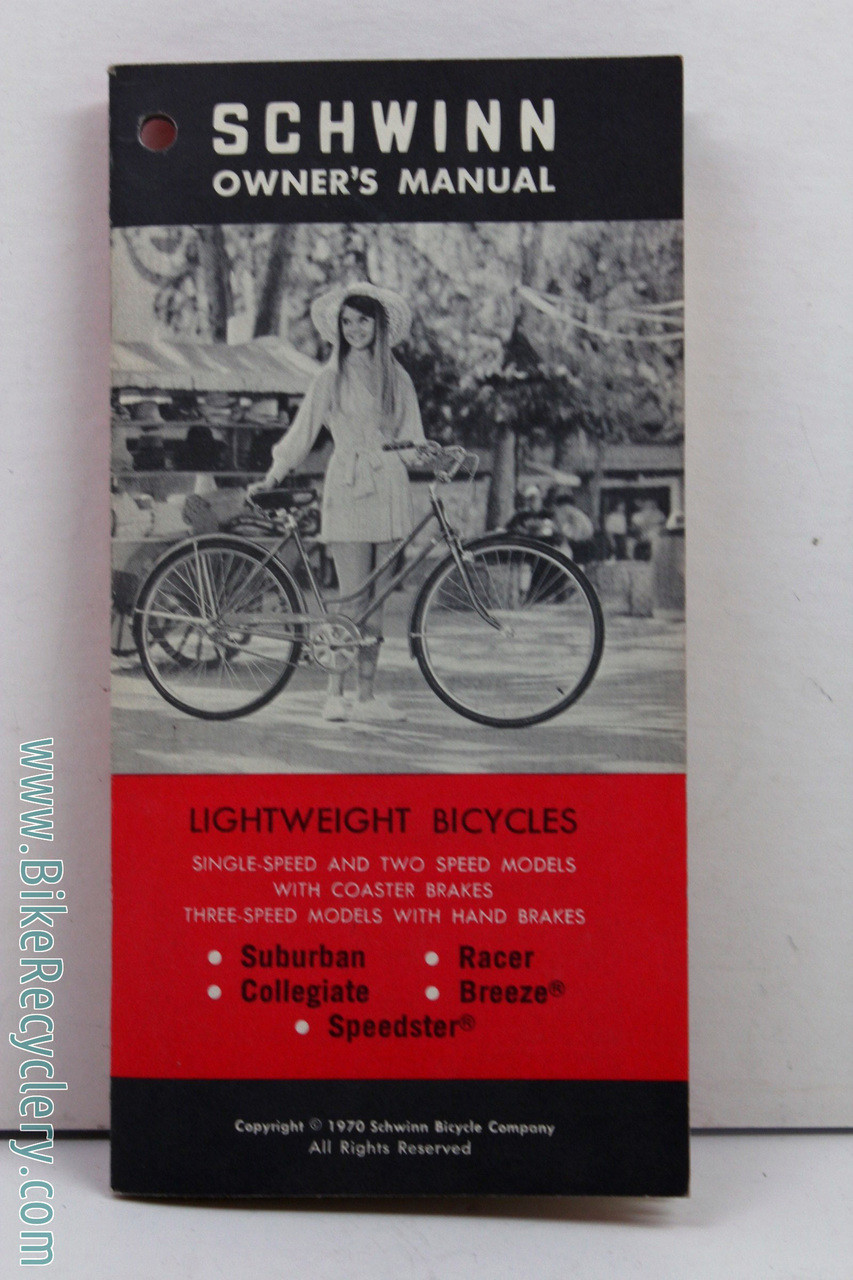 SCHWINN
OWNER'S MANUAL
LIGHTWEIGHT BICYCLES
SINGLE-SPEED AND TWO SPEED MODELS
WITH COASTER BRAKES
THREE-SPEED MODELS WITH HAND BRAKES
• Suburban • Racer
• Collegiate • Breeze®
• Speedster®
Copyright © 1970 Schwinn Bicycle Company
All Rights Reserved
www.BikeRecyclery.com